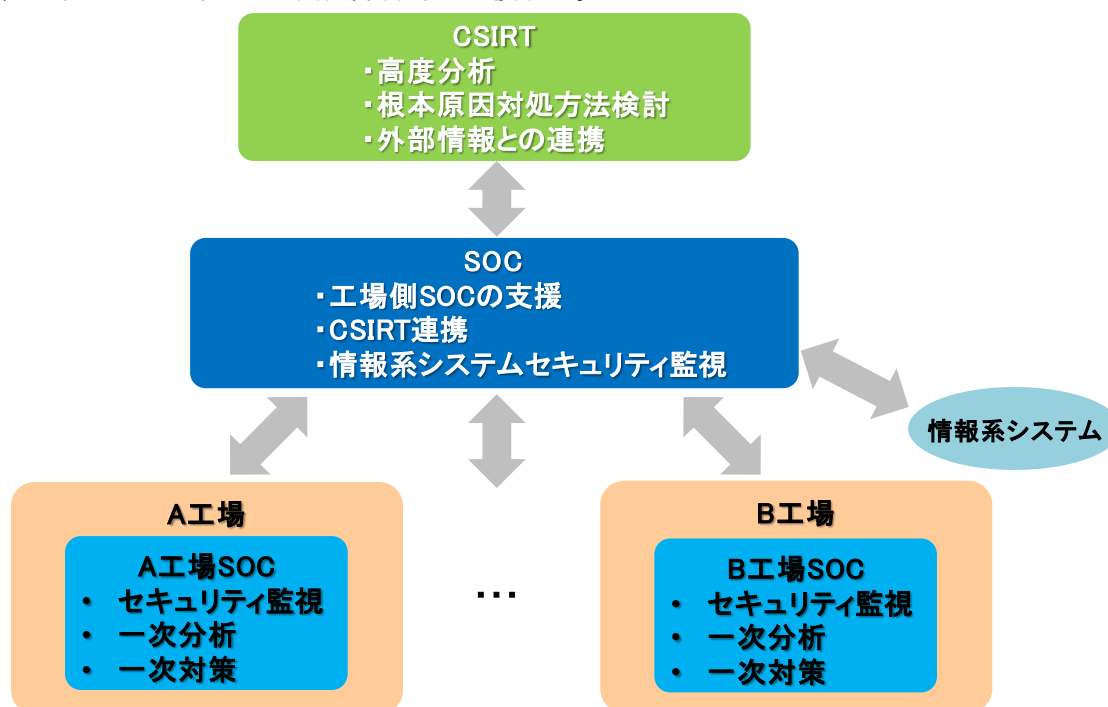 CSIRT
・高度分析
・根本原因対処方法検討
・外部情報との連携
SOC
・工場側SOCの支援
・CSIRT連携
・情報系システムセキュリティ監視
情報系システム
A工場
A工場SOC
• セキュリティ監視
• 一次分析
• 一次対策
…
B工場
B工場SOC
• セキュリティ監視
• 一次分析
• 一次対策